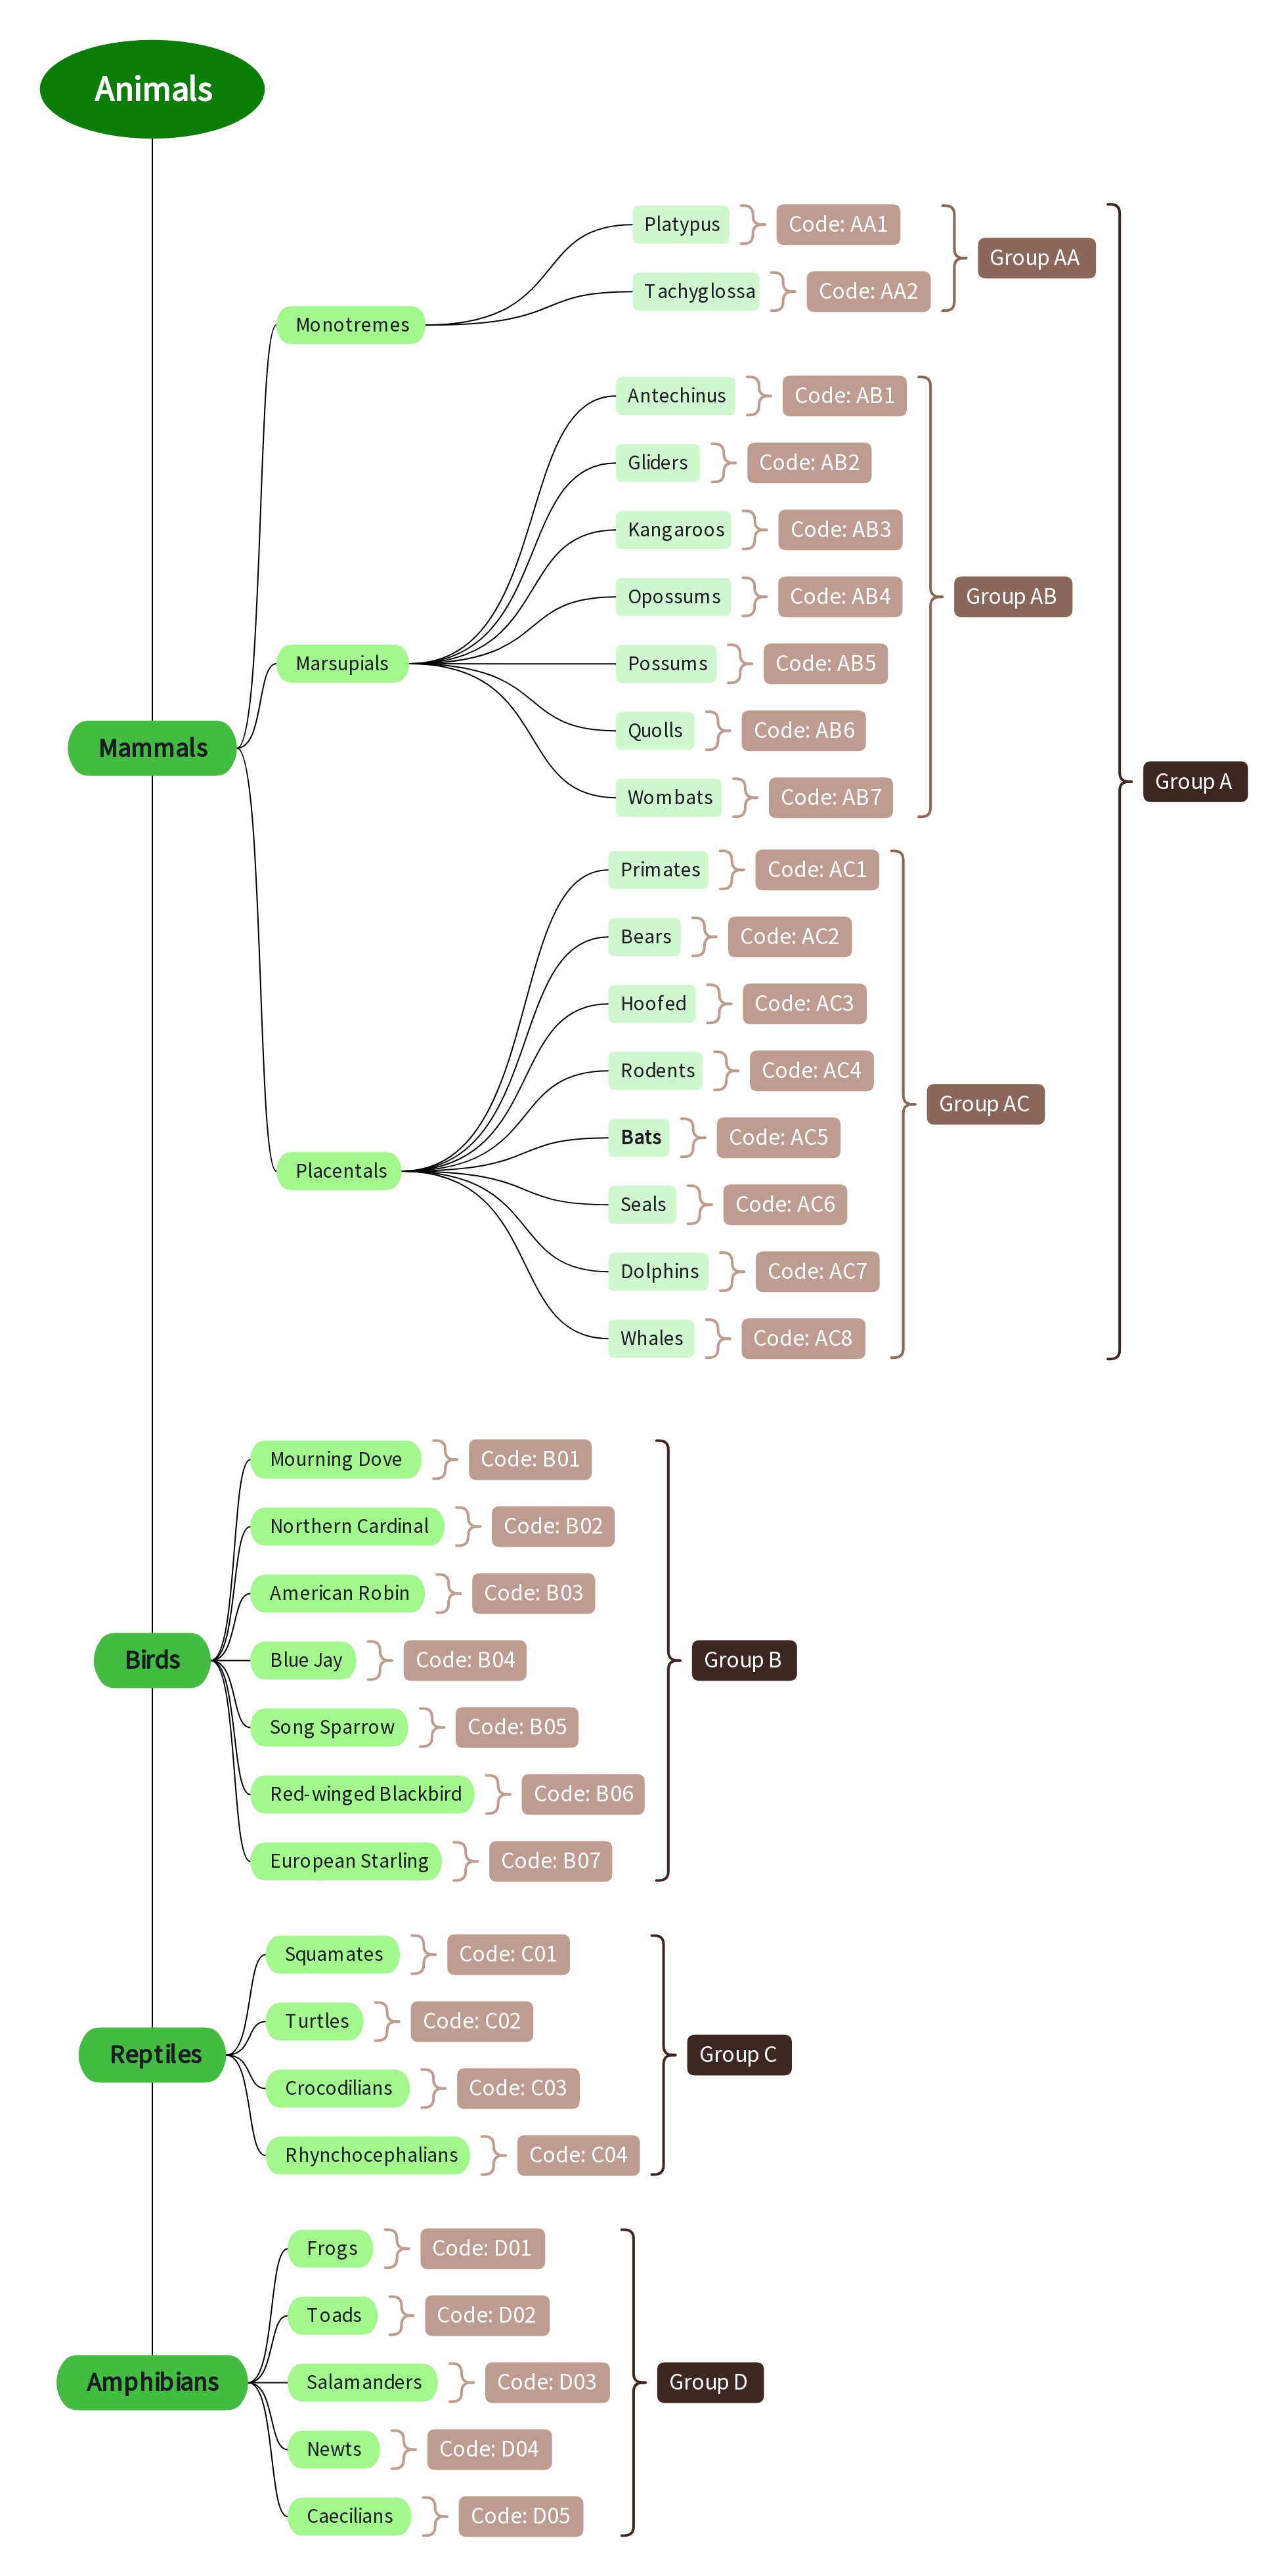 Animals
Platypus
Code: AA1
Tachyglossa
Code: AA2
Group AA
Monotremes
Antechinus
Code: AB1
Gliders
Code: AB2
Kangaroos
Code: AB3
Opossums
Code: AB4
Group AB
Marsupials
Possums
Code: AB5
Quolls
Code: AB6
Wombats
Code: AB7
Mammals
Group A
Primates
Code: AC1
Bears
Code: AC2
Hoofed
Code: AC3
Rodents
Code: AC4
Group AC
Bats
Code: AC5
Placentals
Seals
Code: AC6
Dolphins
Code: AC7
Whales
Code: AC8
Mourning Dove
Code: B01
Northern Cardinal
Code: B02
American Robin
Code: B03
Birds
Blue Jay
Code: B04
Group B
Song Sparrow
Code: B05
Red-winged Blackbird
Code: B06
European Starling
Code: B07
Squamates
Code: C01
Turtles
Code: C02
Reptiles
Group C
Crocodilians
Code: C03
Rhynchocephalians
Code: C04
Frogs
Code: D01
Toads
Code: D02
Amphibians
Salamanders
Code: D03
Group D
Newts
Code: D04
Caecilians
Code: D05